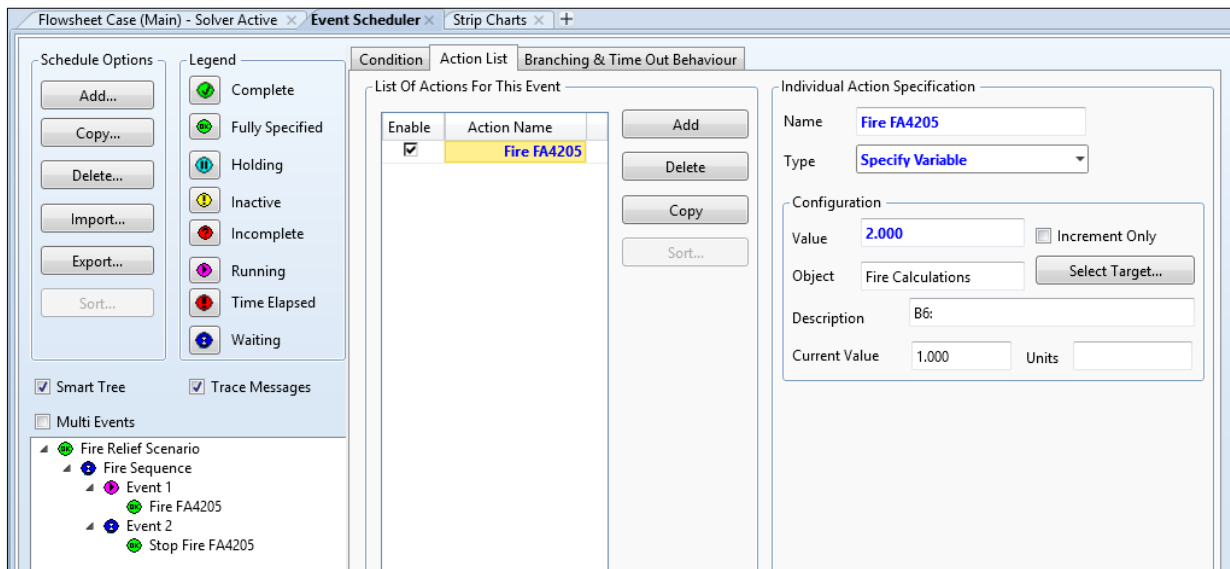 Flowsheet Case (Main) - Solver Active
Event Scheduler
Strip Charts
+
Schedule Options
Add...
Copy...
Delete...
Import...
Export...
Sort...
Legend
Complete
Fully Specified
Holding
Inactive
Incomplete
Running
Time Elapsed
Waiting
Smart Tree
Trace Messages
Multi Events
Fire Relief Scenario
Fire Sequence
Event 1
Fire FA4205
Event 2
Stop Fire FA4205
Condition
Action List
Branching & Time Out Behaviour
List Of Actions For This Event
Enable Action Name
Fire FA4205
Add
Delete
Copy
Sort...
Individual Action Specification
Name Fire FA4205
Type Specify Variable
Configuration
Value 2.000 Increment Only
Object Fire Calculations Select Target...
Description B6:
Current Value 1.000 Units